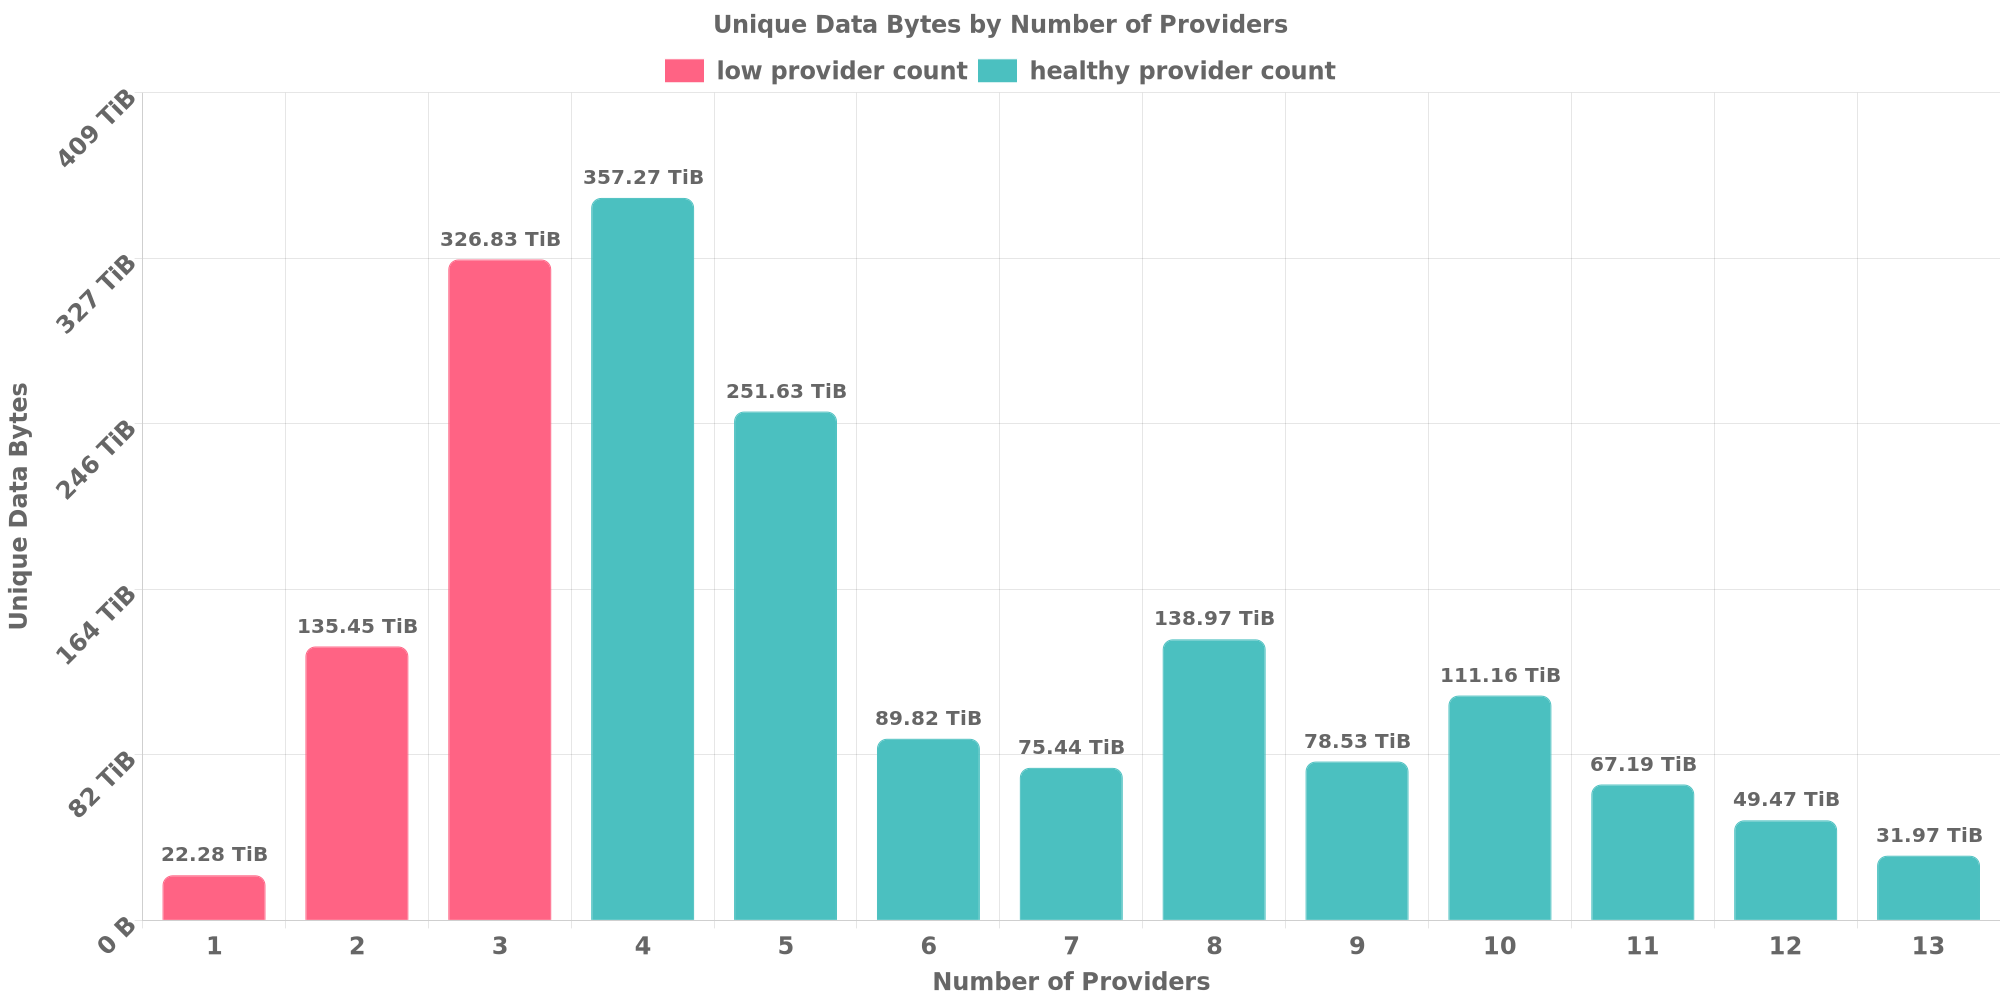 Unique Data Bytes by Number of Providers
low provider count
healthy provider count
409 TiB
327 TiB
246 TiB
164 TiB
82 TiB
0 B
Unique Data Bytes
22.28 TiB
135.45 TiB
326.83 TiB
357.27 TiB
251.63 TiB
89.82 TiB
75.44 TiB
138.97 TiB
78.53 TiB
111.16 TiB
67.19 TiB
49.47 TiB
31.97 TiB
1 2 3 4 5 6 7 8 9 10 11 12 13
Number of Providers